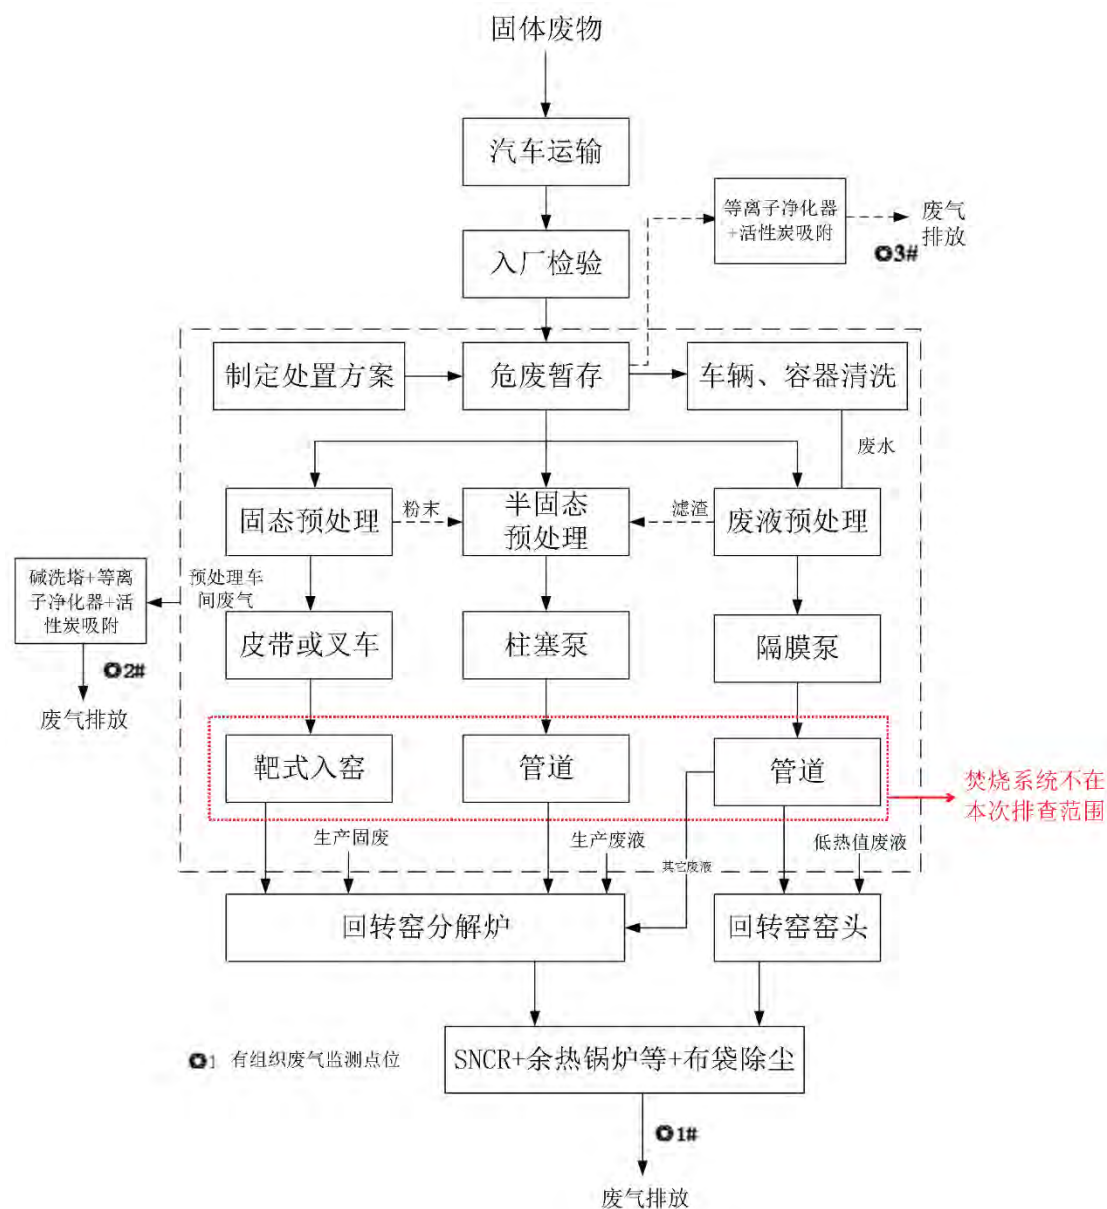 固体废物
汽车运输
等离子净化器
+活性炭吸附
废气
排放
◎3#
入厂检验
制定处置方案
危废暂存
车辆、容器清洗
废水
固态预处理
粉末
半固态
预处理
滤渣
废液预处理
碱洗塔+等离
子净化器+活
性炭吸附
预处理车
间废气
◎2#
废气排放
皮带或叉车
柱塞泵
隔膜泵
靶式入窑
管道
管道
焚烧系统不在
本次排查范围
生产固废
生产废液
其它废液
低热值废液
回转窑分解炉
回转窑窑头
◎1 有组织废气监测点位
SNCR+余热锅炉等+布袋除尘
◎1#
废气排放